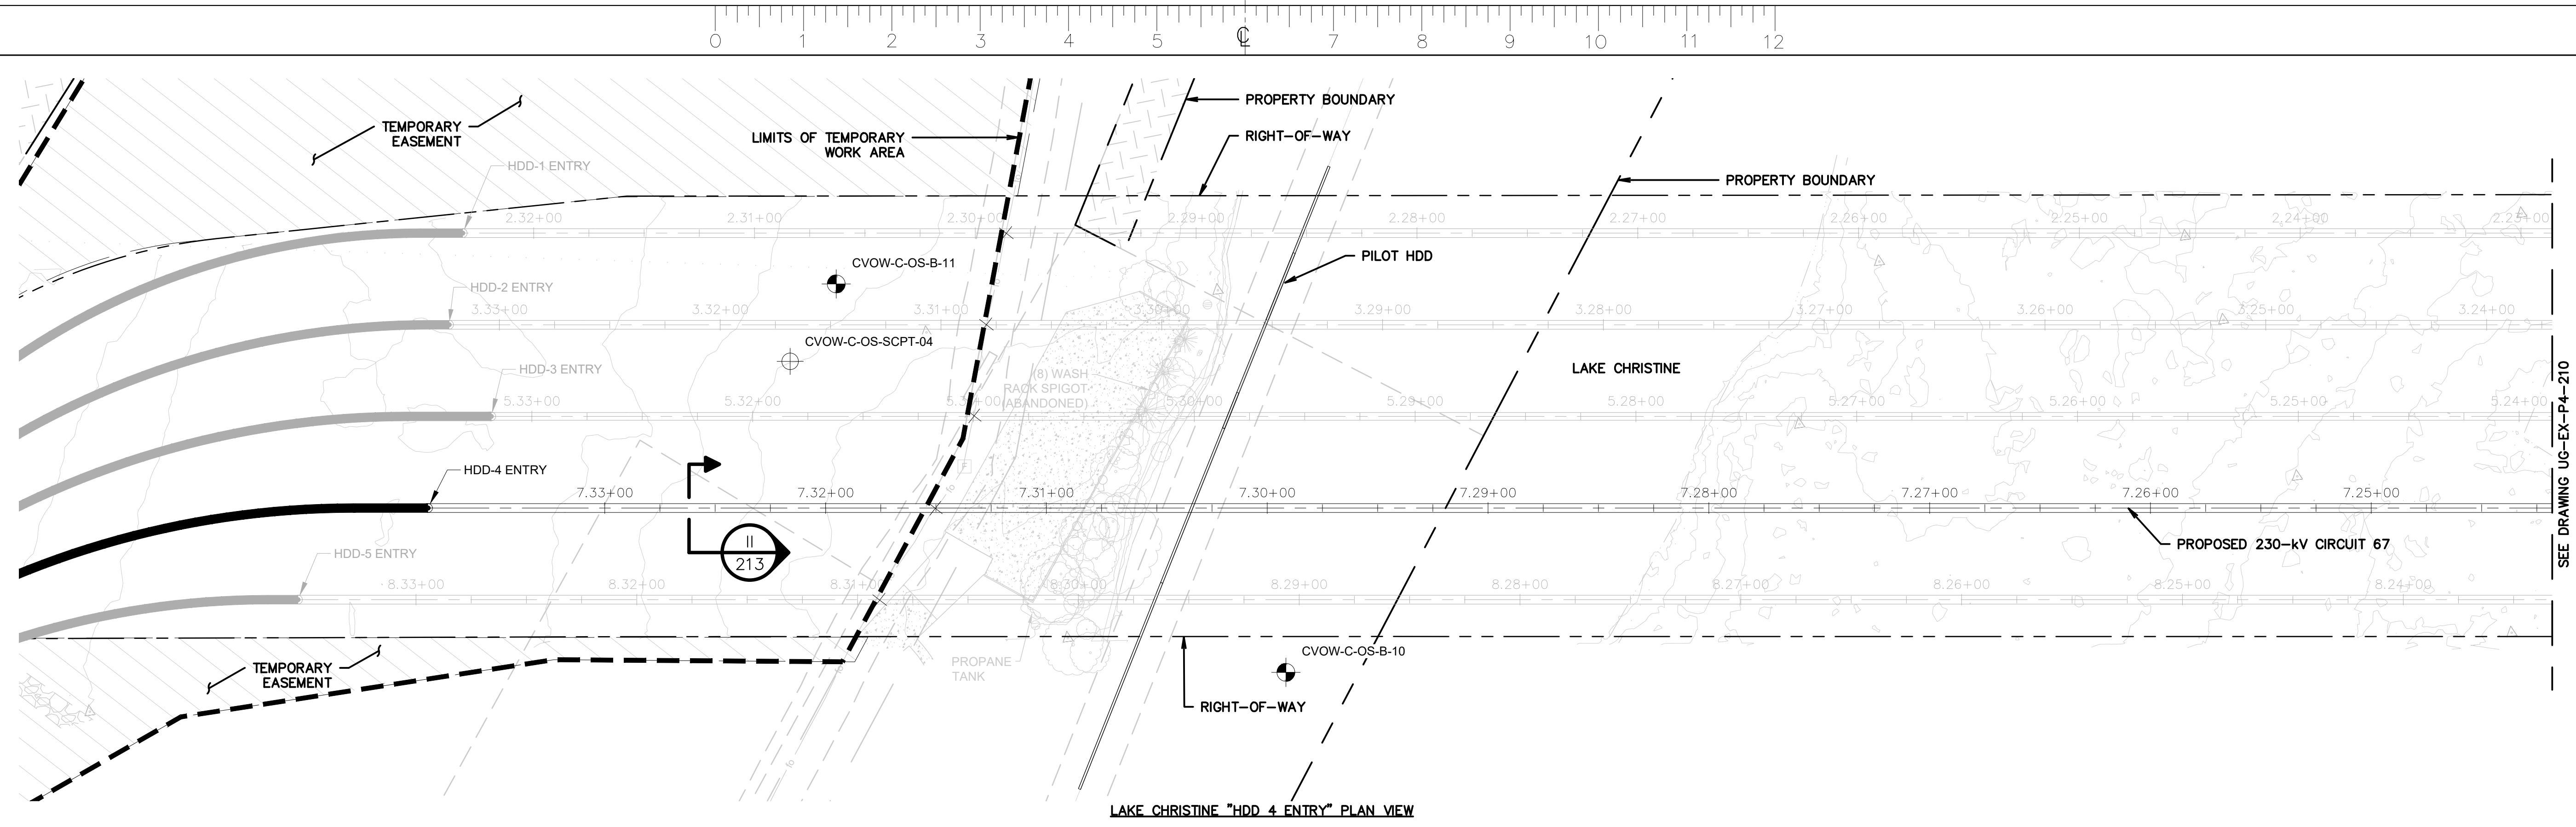 0 1 2 3 4 5 ℄ 7 8 9 10 11 12
TEMPORARY
EASEMENT
LIMITS OF TEMPORARY
WORK AREA
PROPERTY BOUNDARY
RIGHT-OF-WAY
PROPERTY BOUNDARY
HDD-1 ENTRY
2.32+00 2.31+00 2.30+00 2.29+00 2.28+00 2.27+00 2.26+00 2.25+00 2.24+00 2.23+00
PILOT HDD
CVOW-C-OS-B-11
HDD-2 ENTRY
3.33+00 3.32+00 3.31+00 3.30+00 3.29+00 3.28+00 3.27+00 3.26+00 3.25+00 3.24+00
CVOW-C-OS-SCPT-04
HDD-3 ENTRY
LAKE CHRISTINE
(8) WASH
RACK SPIGOT
(ABANDONED)
5.33+00 5.32+00 5.31+00 5.30+00 5.29+00 5.28+00 5.27+00 5.26+00 5.25+00 5.24+00
HDD-4 ENTRY
7.33+00 7.32+00 7.31+00 7.30+00 7.29+00 7.28+00 7.27+00 7.26+00 7.25+00
II
213
PROPOSED 230-kV CIRCUIT 67
HDD-5 ENTRY
8.33+00 8.32+00 8.31+00 8.30+00 8.29+00 8.28+00 8.27+00 8.26+00 8.25+00 8.24+00
SEE DRAWING UG-EX-P4-210
TEMPORARY
EASEMENT
PROPANE
TANK
CVOW-C-OS-B-10
RIGHT-OF-WAY
fo
LAKE CHRISTINE "HDD 4 ENTRY" PLAN VIEW